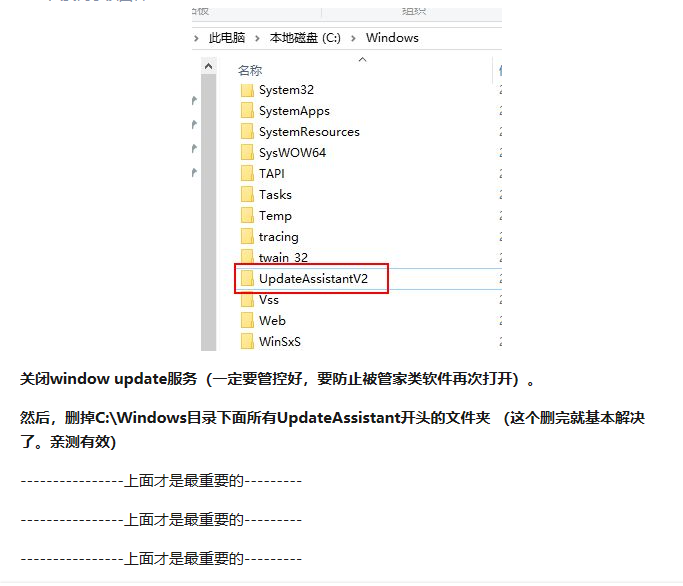 组织
此电脑 › 本地磁盘 (C:) › Windows
名称
System32
SystemApps
SystemResources
SysWOW64
TAPI
Tasks
Temp
tracing
twain_32
UpdateAssistantV2
Vss
Web
WinSxS
关闭window update服务（一定要管控好，要防止被管家类软件再次打开）。
然后，删掉C:\Windows目录下面所有UpdateAssistant开头的文件夹 （这个删完就基本解决
了。亲测有效)
----------------上面才是最重要的---------
----------------上面才是最重要的---------
----------------上面才是最重要的---------